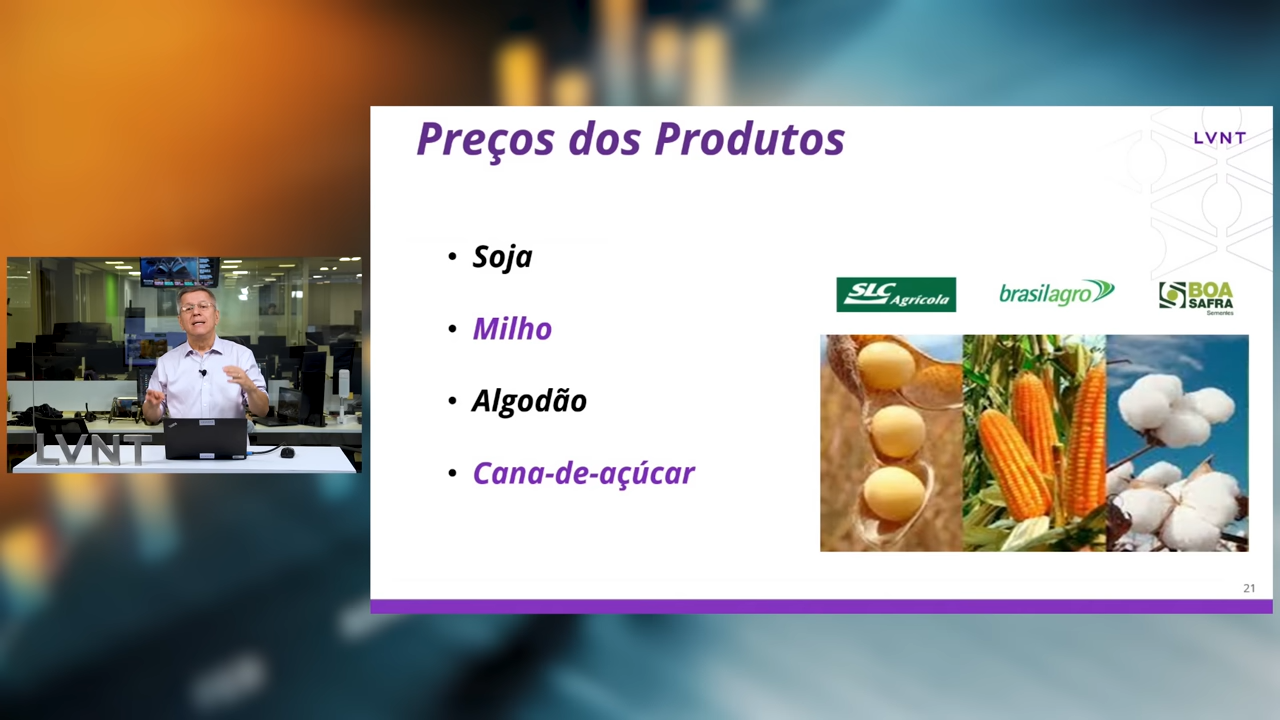 Preços dos Produtos
LVNT
• Soja
• Milho
• Algodão
• Cana-de-açúcar
SLC
Agrícola
brasilagro
BOA
SAFRA
Sementes
LVNT
21